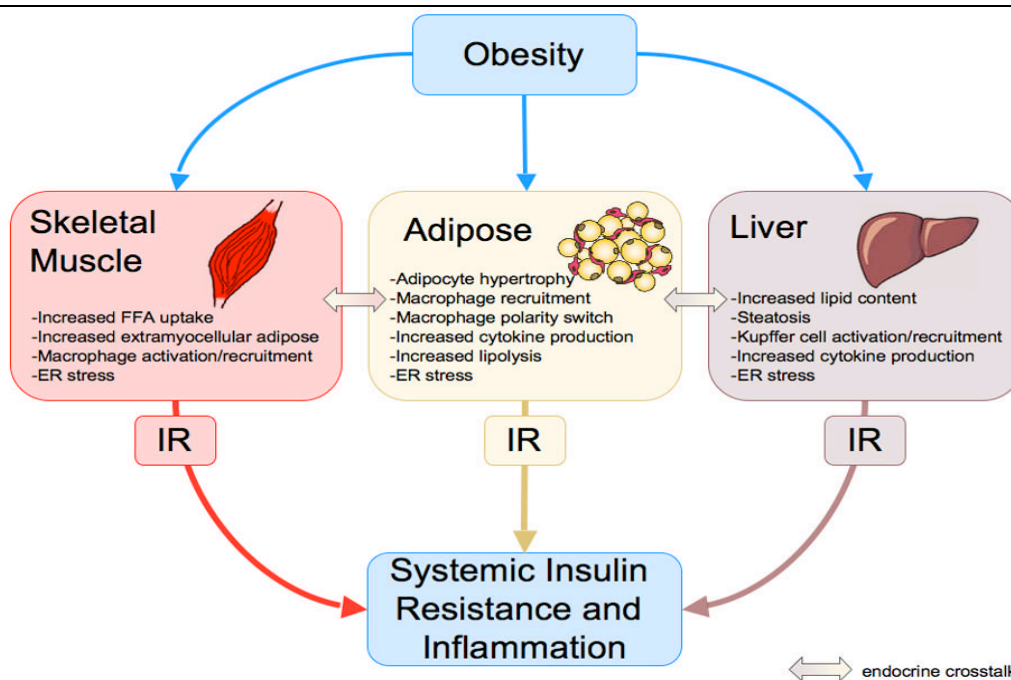 Obesity
Skeletal
Muscle
-Increased FFA uptake
-Increased extramyocellular adipose
-Macrophage activation/recruitment
-ER stress
Adipose
-Adipocyte hypertrophy
-Macrophage recruitment
-Macrophage polarity switch
-Increased cytokine production
-Increased lipolysis
-ER stress
Liver
-Increased lipid content
-Steatosis
-Kupffer cell activation/recruitment
-Increased cytokine production
-ER stress
IR
IR
IR
Systemic Insulin
Resistance and
Inflammation
endocrine crosstalk